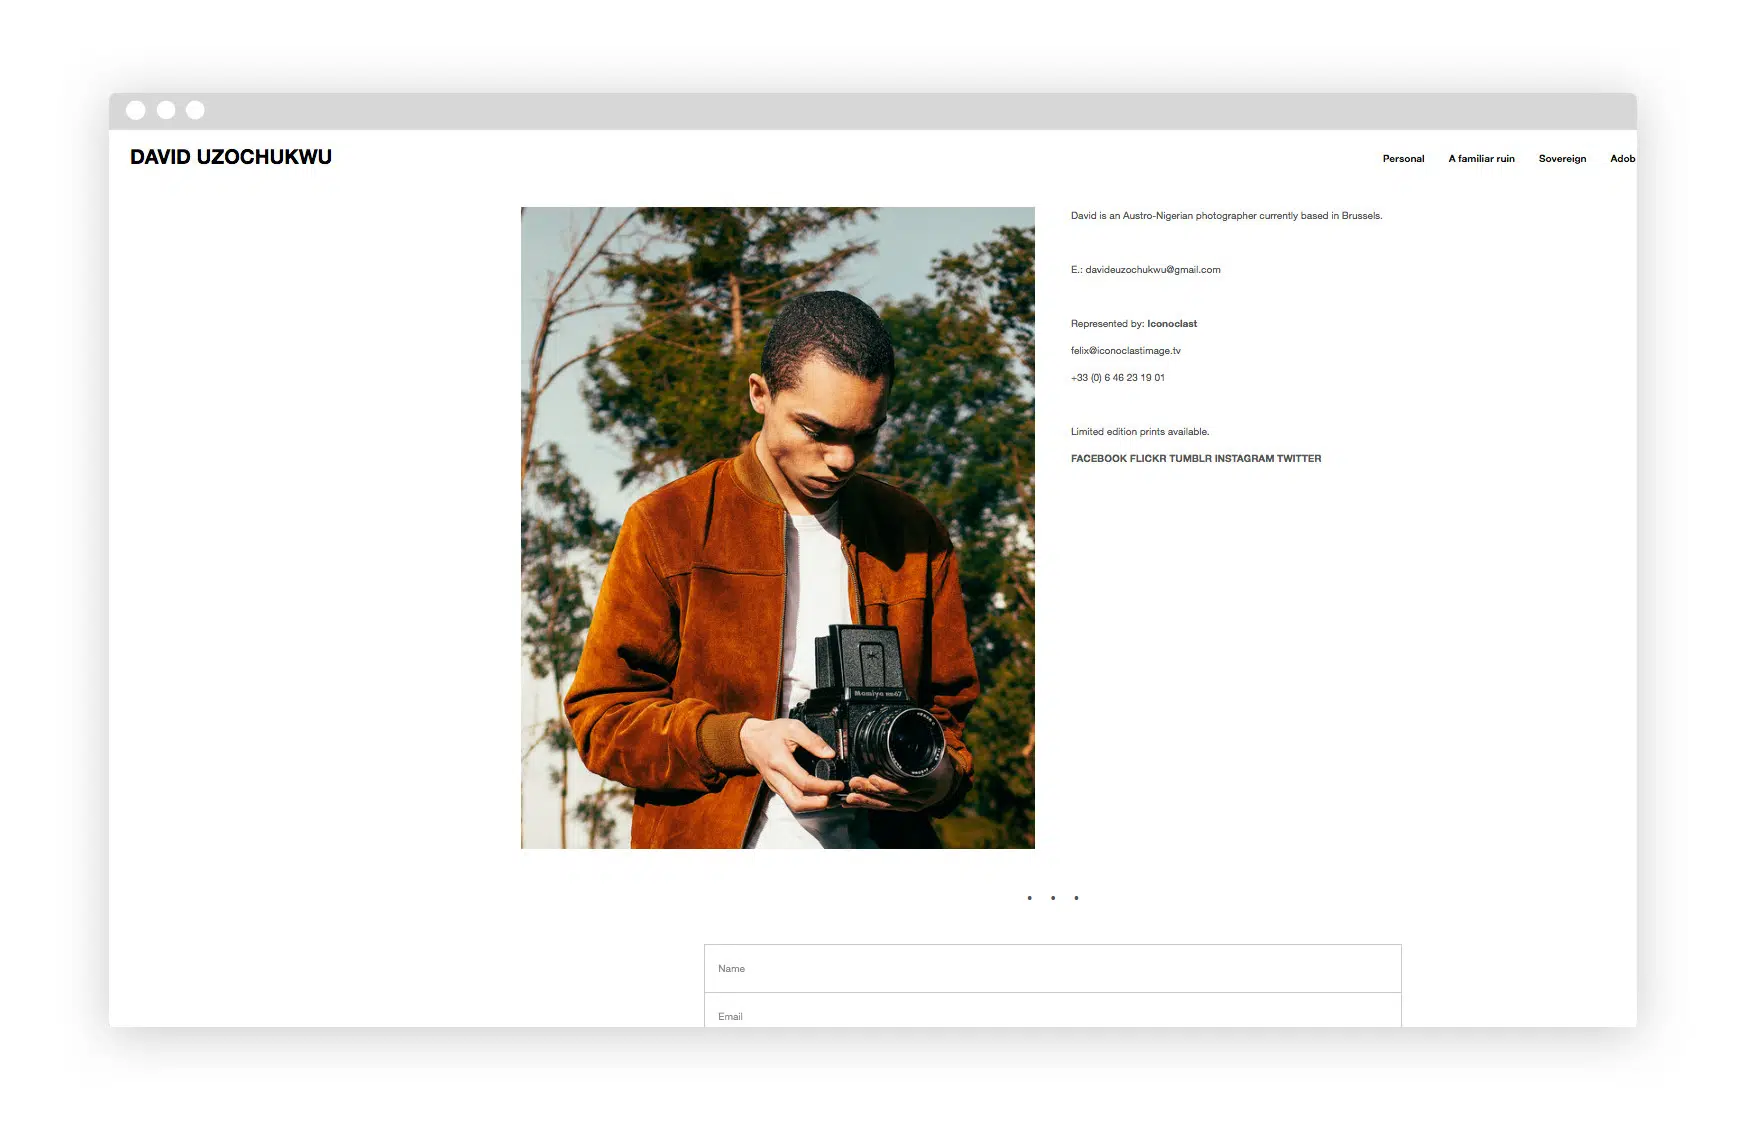 DAVID UZOCHUKWU
Personal A familiar ruin Sovereign Adob
David is an Austro-Nigerian photographer currently based in Brussels.
E.: davideuzochukwu@gmail.com
Represented by: Iconoclast
felix@iconoclastimage.tv
+33 (0) 6 46 23 19 01
Limited edition prints available.
FACEBOOK FLICKR TUMBLR INSTAGRAM TWITTER
Mamiya RB67
Name
Email